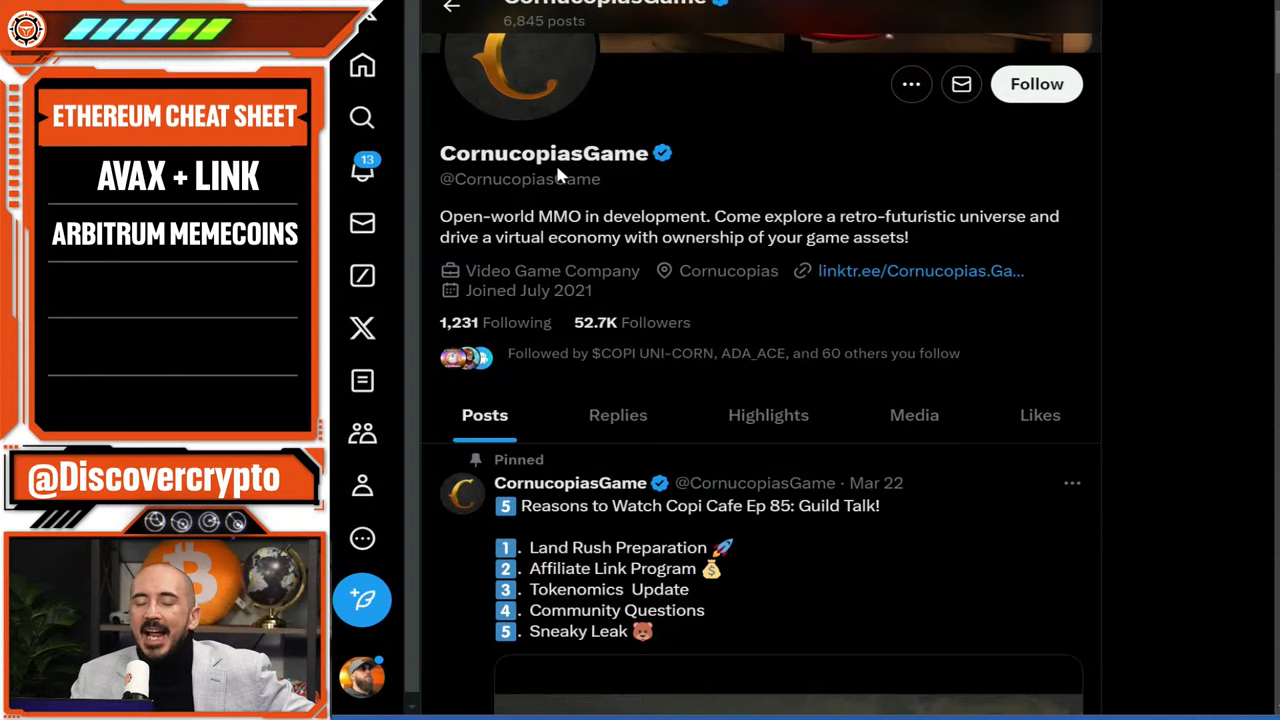 ETHEREUM CHEAT SHEET
AVAX + LINK
ARBITRUM MEMECOINS
@Discovercrypto
13
CornucopiasGame
6,845 posts
Follow
CornucopiasGame
@CornucopiasGame
Open-world MMO in development. Come explore a retro-futuristic universe and
drive a virtual economy with ownership of your game assets!
Video Game Company Cornucopias linktr.ee/Cornucopias.Ga...
Joined July 2021
1,231 Following 52.7K Followers
Followed by $COPI UNI-CORN, ADA_ACE, and 60 others you follow
Posts Replies Highlights Media Likes
Pinned
CornucopiasGame @CornucopiasGame · Mar 22
5 Reasons to Watch Copi Cafe Ep 85: Guild Talk!
1. Land Rush Preparation 🚀
2. Affiliate Link Program 💰
3. Tokenomics Update
4. Community Questions
5. Sneaky Leak 🐻